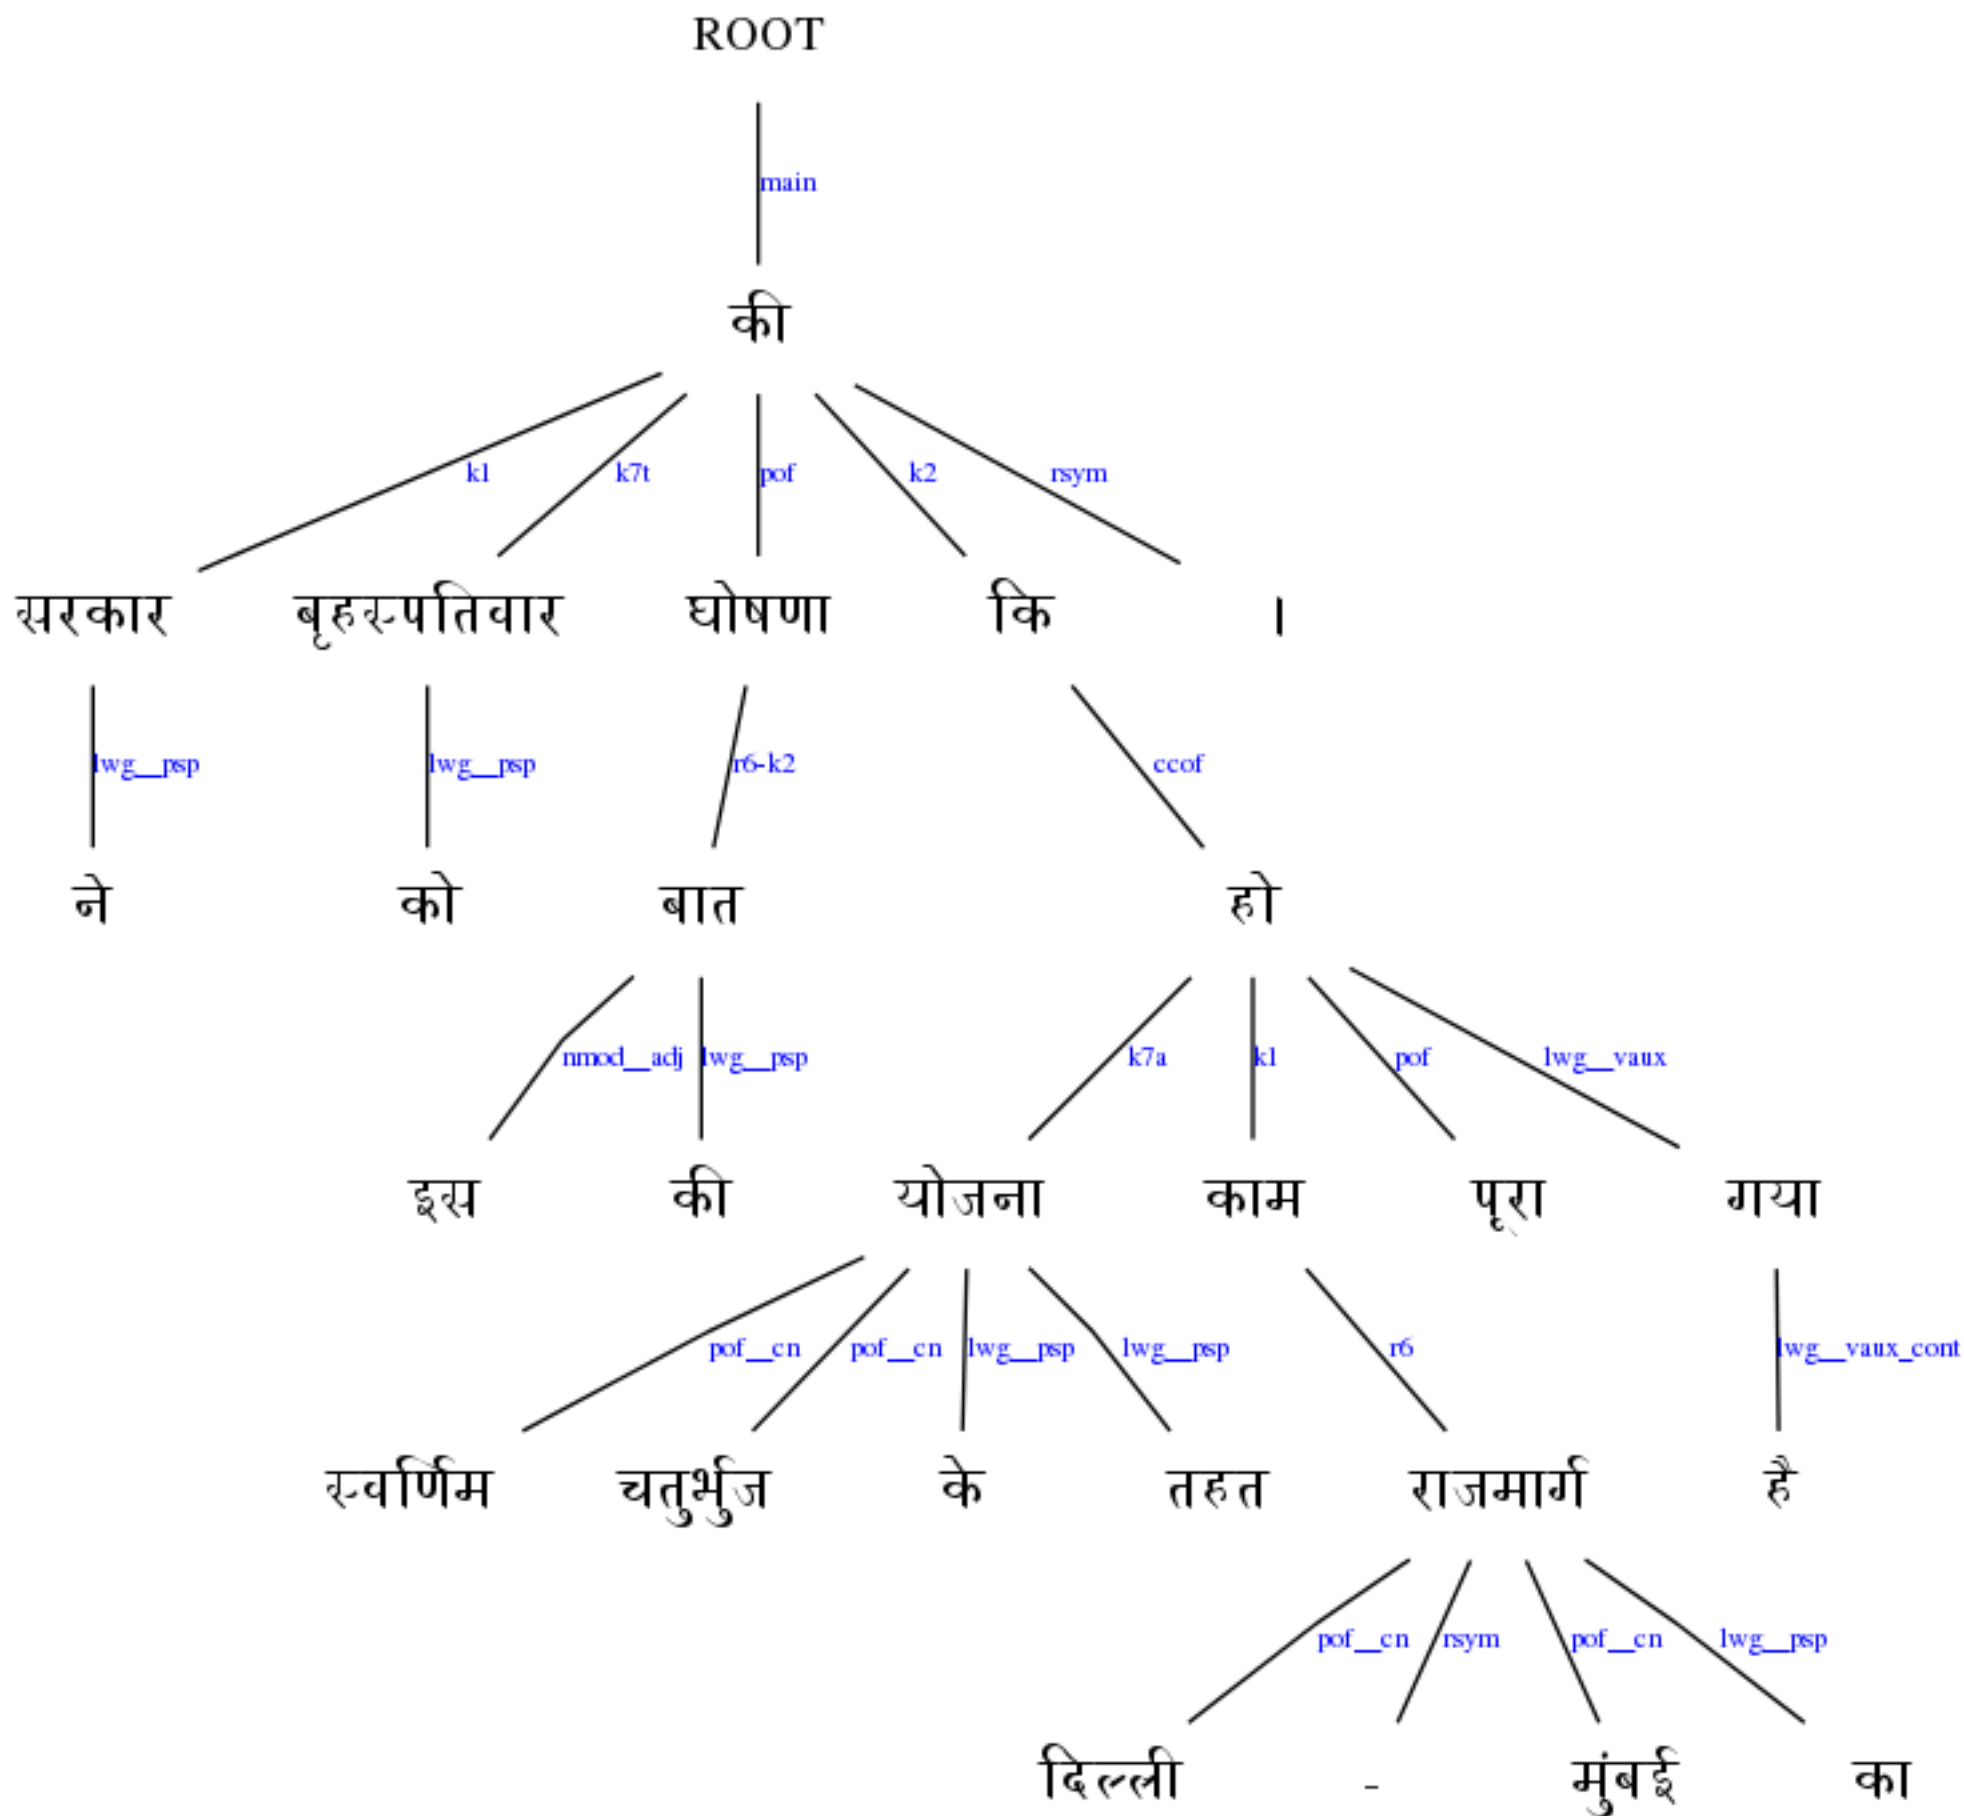 ROOT
main
की
k1 k7t pof k2 rsym
सरकार बृहस्पतिवार घोषणा कि ।
lwg__psp lwg__psp r6-k2 ccof
ने को बात हो
nmod__adj lwg__psp k7a k1 pof lwg__vaux
इस की योजना काम पूरा गया
pof__cn pof__cn lwg__psp lwg__psp r6 lwg__vaux_cont
स्वर्णिम चतुर्भुज के तहत राजमार्ग है
pof__cn rsym pof__cn lwg__psp
दिल्ली - मुंबई का